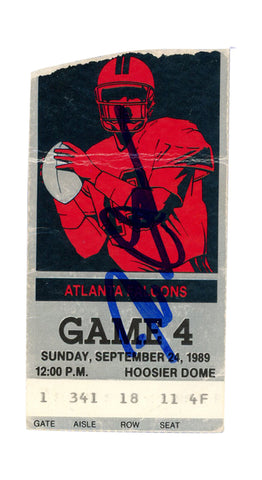 ATLANTA FALCONS
GAME 4
SUNDAY, SEPTEMBER 24, 1989
12:00 P.M. HOOSIER DOME
1 341 18 11 4F
GATE AISLE ROW SEAT